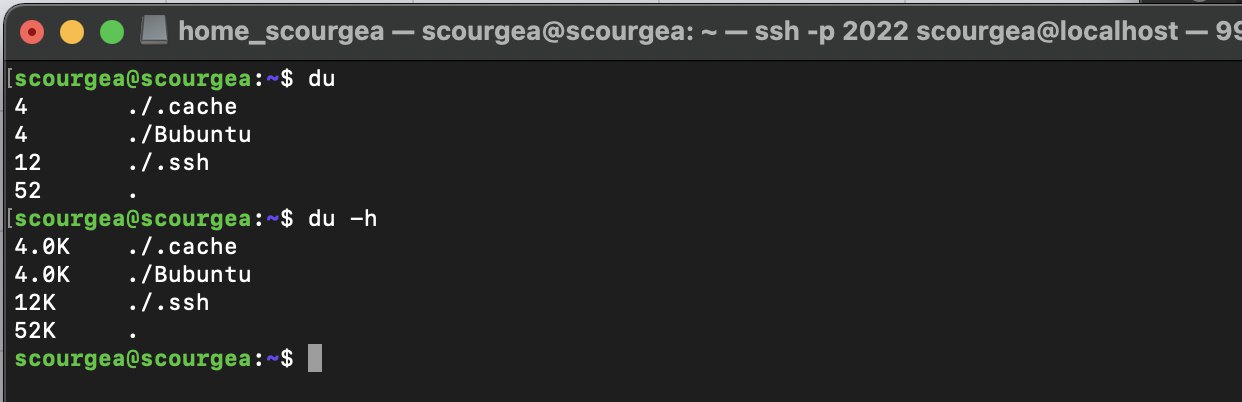 home_scourgea — scourgea@scourgea: ~ — ssh -p 2022 scourgea@localhost — 99
[scourgea@scourgea:~$ du
4 ./.cache
4 ./Bubuntu
12 ./.ssh
52 .
[scourgea@scourgea:~$ du -h
4.0K ./.cache
4.0K ./Bubuntu
12K ./.ssh
52K .
scourgea@scourgea:~$